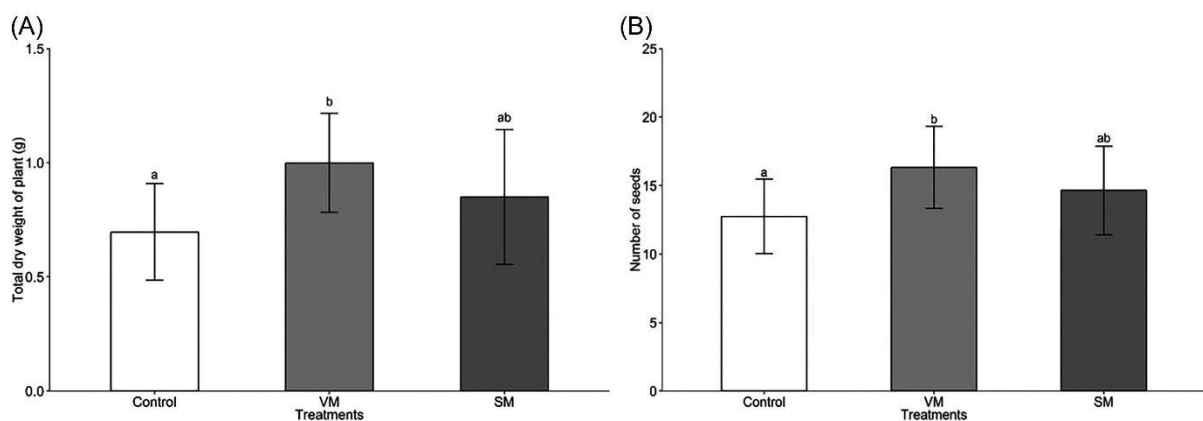 (A)
Total dry weight of plant (g)
1.5
1.0
0.5
0.0
a
b
ab
Control
VM
SM
Treatments
(B)
Number of seeds
25
20
15
10
5
0
a
b
ab
Control
VM
SM
Treatments